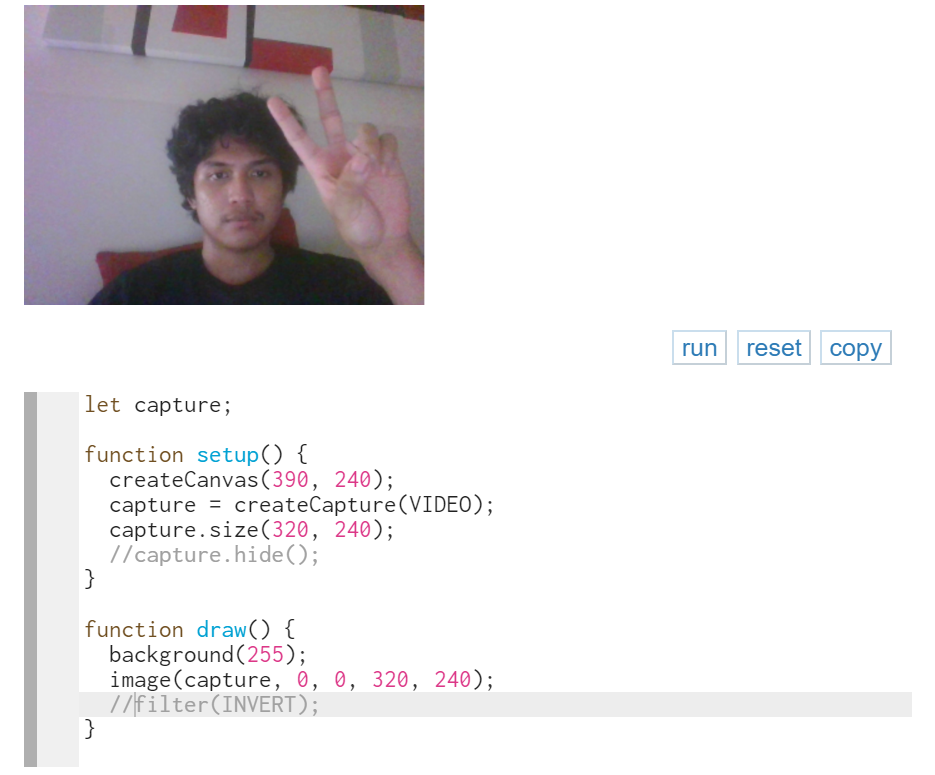 run reset copy
let capture;
function setup() {
createCanvas(390, 240);
capture = createCapture(VIDEO);
capture.size(320, 240);
//capture.hide();
}
function draw() {
background(255);
image(capture, 0, 0, 320, 240);
//filter(INVERT);
}